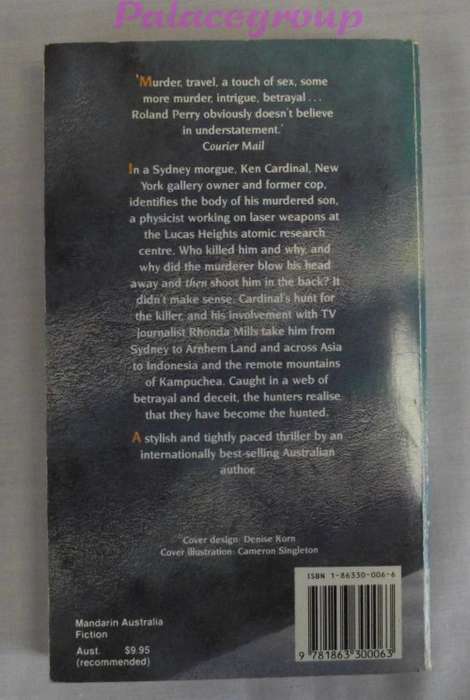 Palacegroup
'Murder, travel, a touch of sex, some
more murder, intrigue, betrayal ...
Roland Perry obviously doesn't believe
in understatement.'
Courier Mail
In a Sydney morgue, Ken Cardinal, New
York gallery owner and former cop,
identifies the body of his murdered son,
a physicist working on laser weapons at
the Lucas Heights atomic research
centre. Who killed him and why, and
why did the murderer blow his head
away and then shoot him in the back? It
didn't make sense. Cardinal's hunt for
the killer, and his involvement with TV
journalist Rhonda Mills take him from
Sydney to Arnhem Land and across Asia
to Indonesia and the remote mountains
of Kampuchea. Caught in a web of
betrayal and deceit, the hunters realise
that they have become the hunted.
A stylish and tightly paced thriller by an
internationally best-selling Australian
author.
Cover design: Denise Korn
Cover illustration: Cameron Singleton
ISBN 1-86330-006-6
9 781863 300063
Mandarin Australia
Fiction
Aust. $9.95
(recommended)